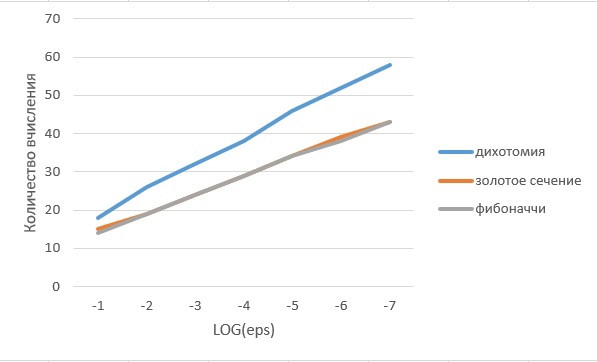 70
60
50
40
30
20
10
0
Количество вчисления
-1 -2 -3 -4 -5 -6 -7
LOG(eps)
дихотомия
золотое сечение
фибоначчи